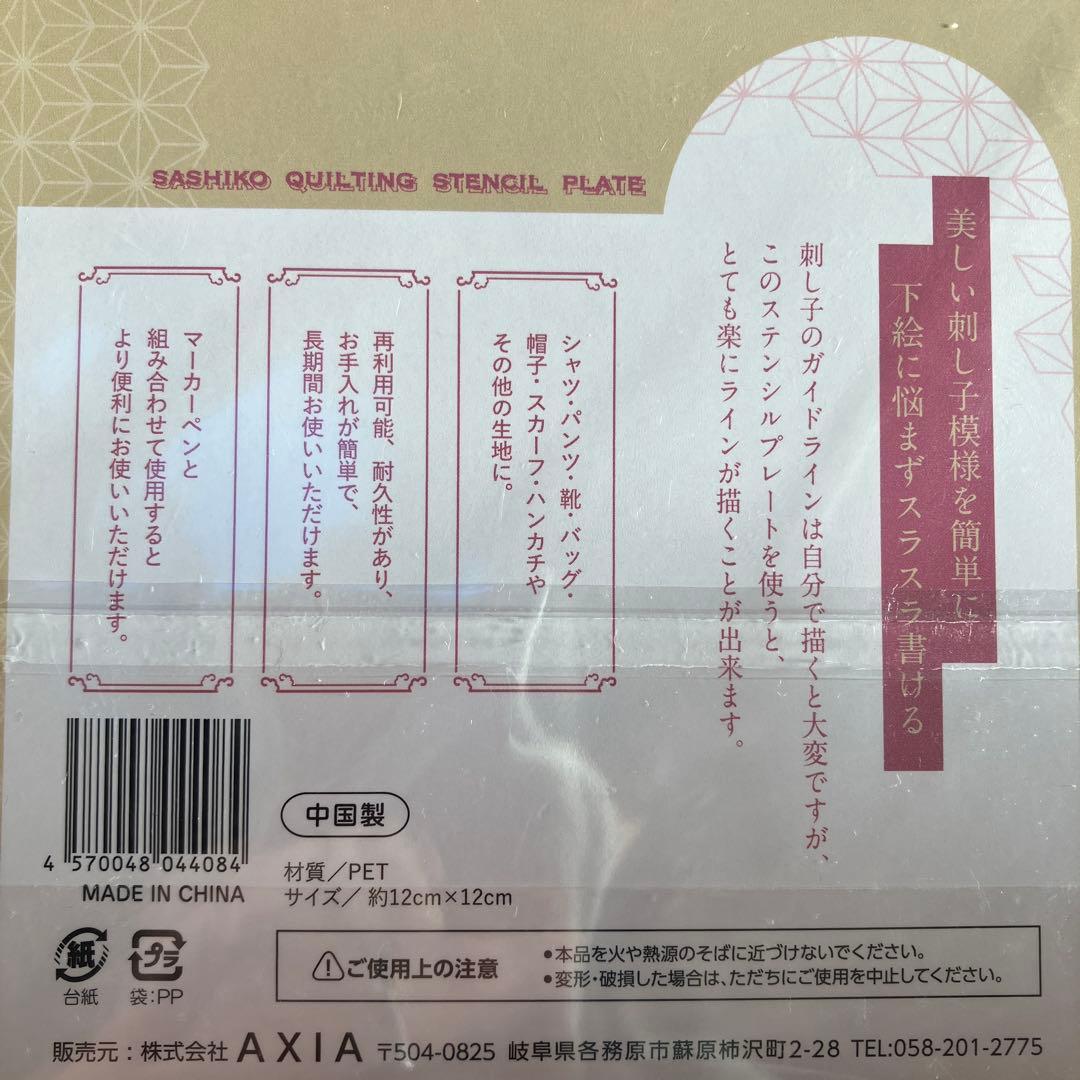 SASHIKO QUILTING STENCIL PLATE
美しい刺し子模様を簡単に
下絵に悩まずスラスラ書ける
刺し子のガイドラインは自分で描くと大変ですが、
このステンシルプレートを使うと、
とても楽にラインが描くことが出来ます。
シャツ・パンツ・靴・バッグ・
帽子・スカーフ・ハンカチや
その他の生地に。
再利用可能、耐久性があり、
お手入れが簡単で、
長期間お使いいただけます。
マーカーペンと
組み合わせて使用すると
より便利にお使いいただけます。
4 570048 044084
MADE IN CHINA
中国製
材質／PET
サイズ／約12cm×12cm
紙
台紙
プラ
袋:PP
ご使用上の注意
•本品を火や熱源のそばに近づけないでください。
•変形・破損した場合は、ただちにご使用を中止してください。
販売元：株式会社 AXIA 〒504-0825 岐阜県各務原市蘇原柿沢町2-28 TEL:058-201-2775